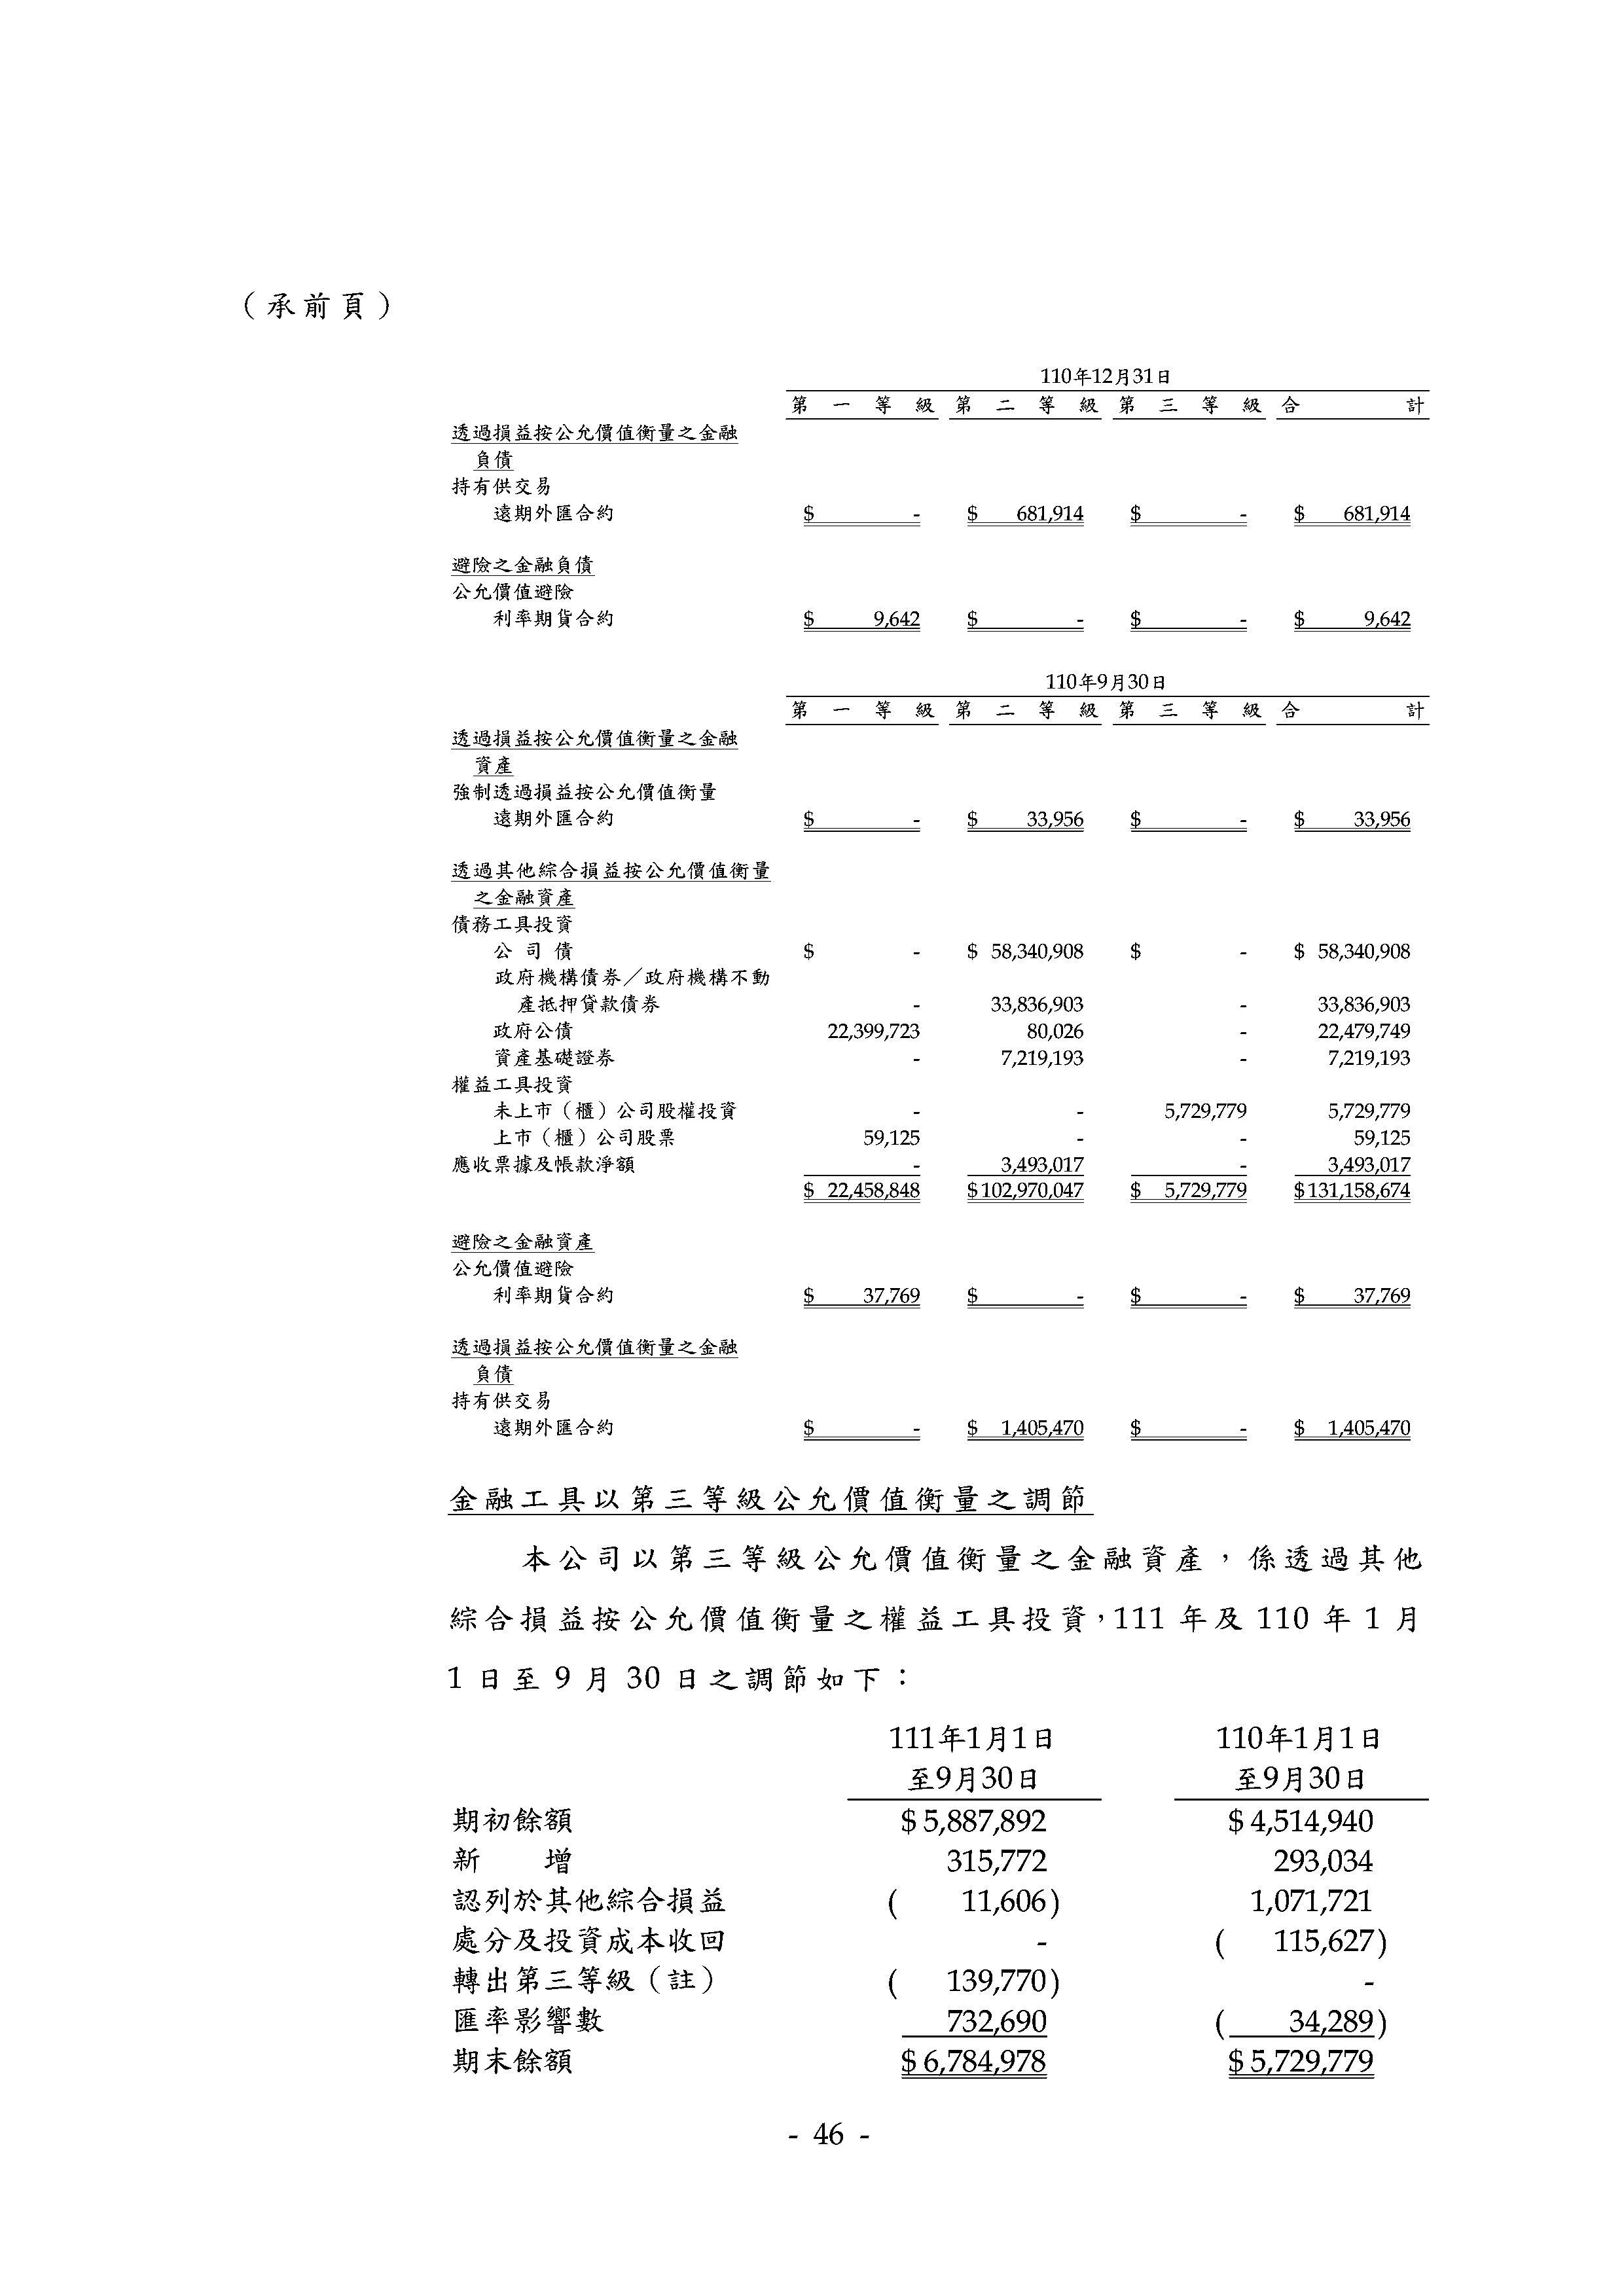 （承前頁）
110年12月31日
第一等級 第二等級 第三等級 合計
透過損益按公允價值衡量之金融
負債
持有供交易
遠期外匯合約 $ - $ 681,914 $ - $ 681,914
避險之金融負債
公允價值避險
利率期貨合約 $ 9,642 $ - $ - $ 9,642
110年9月30日
第一等級 第二等級 第三等級 合計
透過損益按公允價值衡量之金融
資產
強制透過損益按公允價值衡量
遠期外匯合約 $ - $ 33,956 $ - $ 33,956
透過其他綜合損益按公允價值衡量
之金融資產
債務工具投資
公司債 $ - $ 58,340,908 $ - $ 58,340,908
政府機構債券／政府機構不動
產抵押貸款債券 - 33,836,903 - 33,836,903
政府公債 22,399,723 80,026 - 22,479,749
資產基礎證券 - 7,219,193 - 7,219,193
權益工具投資
未上市（櫃）公司股權投資 - - 5,729,779 5,729,779
上市（櫃）公司股票 59,125 - - 59,125
應收票據及帳款淨額 - 3,493,017 - 3,493,017
$ 22,458,848 $102,970,047 $ 5,729,779 $131,158,674
避險之金融資產
公允價值避險
利率期貨合約 $ 37,769 $ - $ - $ 37,769
透過損益按公允價值衡量之金融
負債
持有供交易
遠期外匯合約 $ - $ 1,405,470 $ - $ 1,405,470
金融工具以第三等級公允價值衡量之調節
本公司以第三等級公允價值衡量之金融資產，係透過其他
綜合損益按公允價值衡量之權益工具投資，111 年及 110 年 1 月
1 日至 9 月 30 日之調節如下：
111年1月1日 110年1月1日
至9月30日 至9月30日
期初餘額 $ 5,887,892 $ 4,514,940
新增 315,772 293,034
認列於其他綜合損益 ( 11,606) 1,071,721
處分及投資成本收回 - ( 115,627)
轉出第三等級（註） ( 139,770) -
匯率影響數 732,690 ( 34,289)
期末餘額 $ 6,784,978 $ 5,729,779
- 46 -